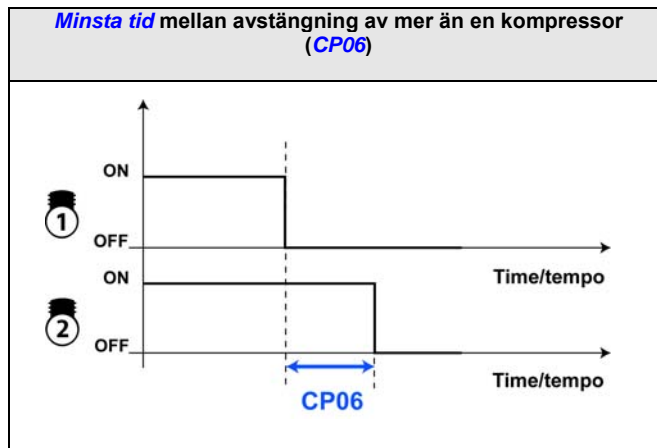 Minsta tid mellan avstängning av mer än en kompressor
(CP06)
ON
1
OFF
Time/tempo
ON
2
OFF
Time/tempo
CP06